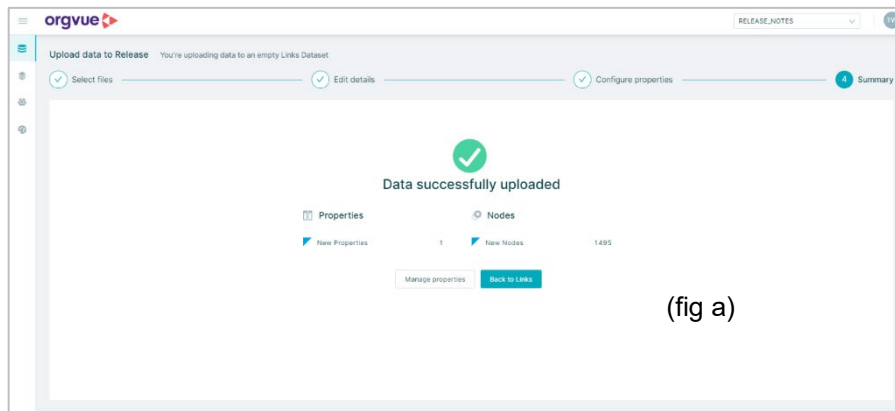 orgvue
RELEASE_NOTES
TV
Upload data to Release You're uploading data to an empty Links Dataset
Select files Edit details Configure properties 4 Summary
Data successfully uploaded
Properties Nodes
New Properties 1 New Nodes 1495
Manage properties Back to Links
(fig a)